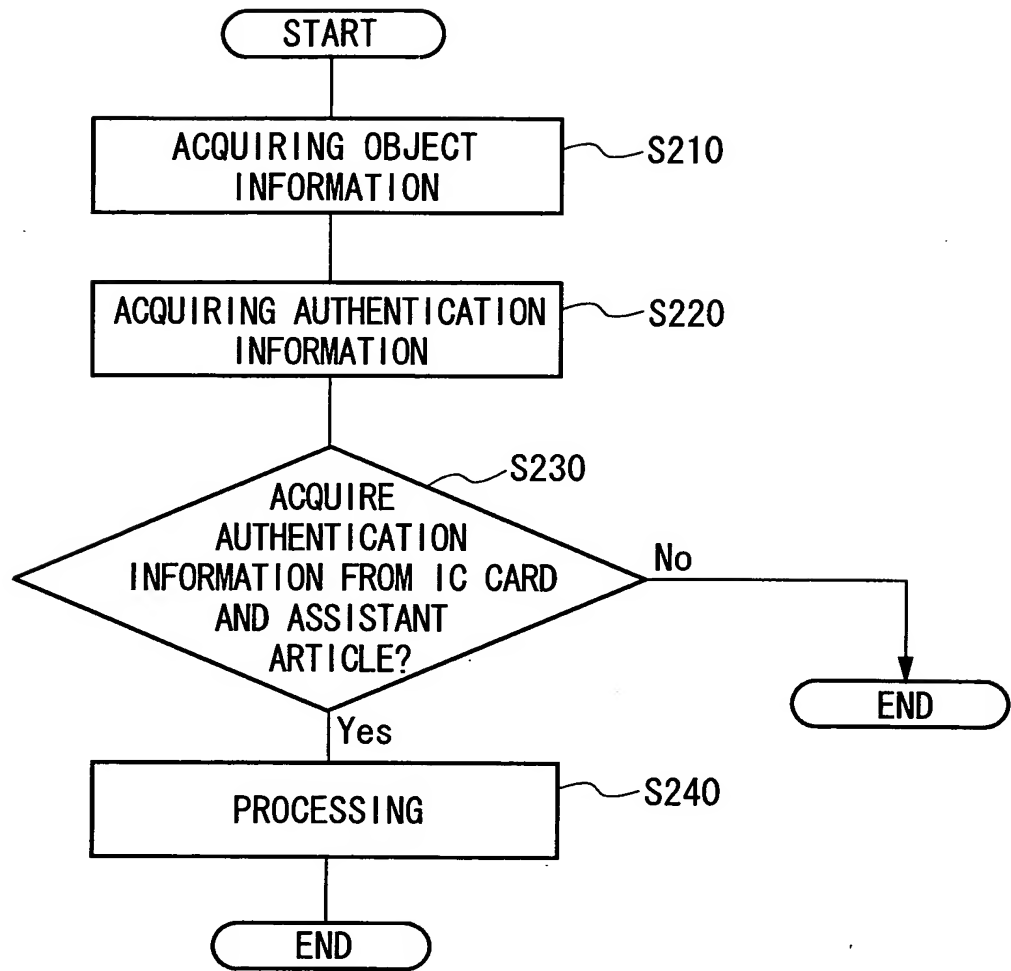 START
ACQUIRING OBJECT
INFORMATION
S210
ACQUIRING AUTHENTICATION
INFORMATION
S220
S230
ACQUIRE
AUTHENTICATION
INFORMATION FROM IC CARD
AND ASSISTANT
ARTICLE?
No
END
Yes
PROCESSING
S240
END